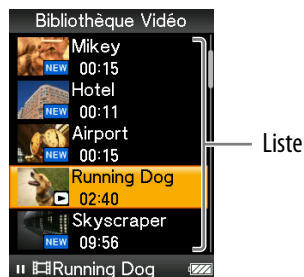 Bibliothèque Vidéo
Mikey
NEW 00:15
Hotel
NEW 00:11
Airport
NEW 00:15
Running Dog
02:40
Skyscraper
NEW 09:56
Running Dog
Liste